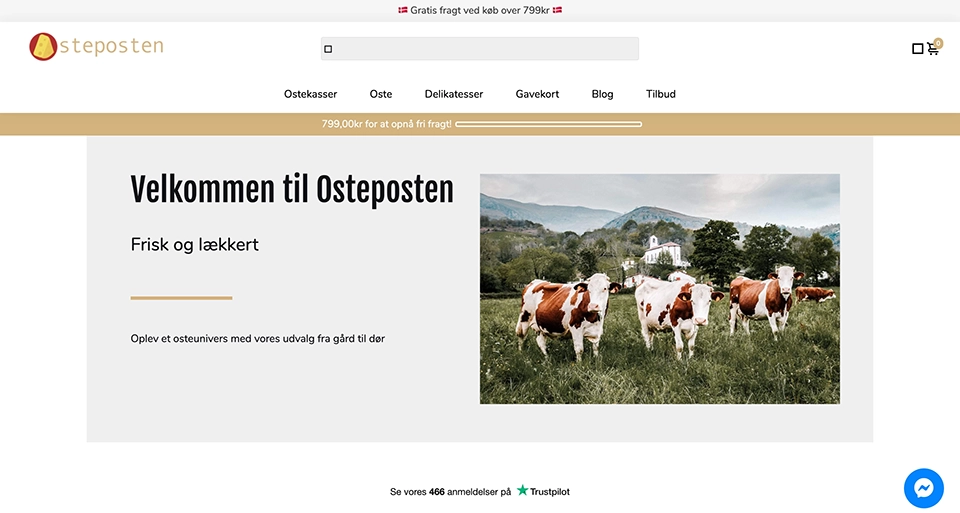 🇩🇰 Gratis fragt ved køb over 799kr 🇩🇰
steposten
0
Ostekasser Oste Delikatesser Gavekort Blog Tilbud
799,00kr for at opnå fri fragt!
Velkommen til Osteposten
Frisk og lækkert
Oplev et osteunivers med vores udvalg fra gård til dør
Se vores 466 anmeldelser på Trustpilot